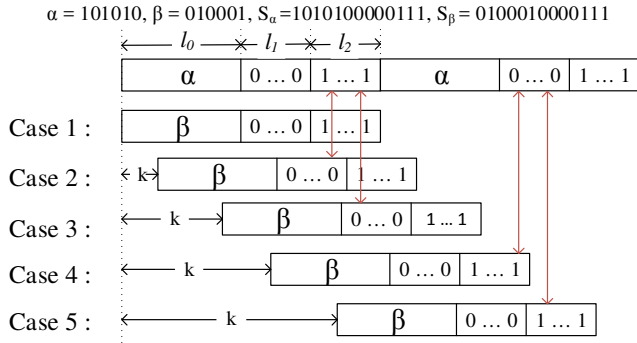 α = 101010, β = 010001, Sα=1010100000111, Sβ = 0100010000111
l0 l1 l2
α 0 ... 0 1 ... 1 α 0 ... 0 1 ... 1
Case 1 : β 0 ... 0 1 ... 1
Case 2 : k β 0 ... 0 1 ... 1
Case 3 : k β 0 ... 0 1 ... 1
Case 4 : k β 0 ... 0 1 ... 1
Case 5 : k β 0 ... 0 1 ... 1